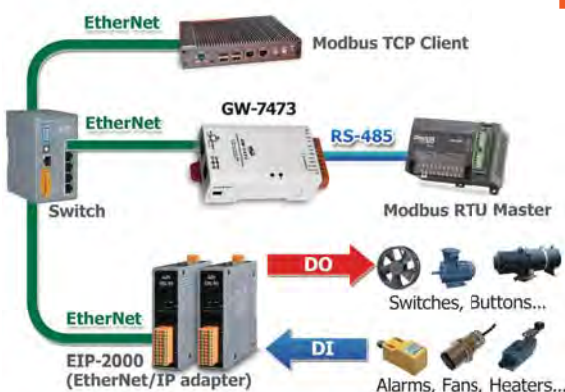 EtherNet
Modbus TCP Client
GW-7473
EtherNet
RS-485
Switch
Modbus RTU Master
DO
Switches, Buttons...
EtherNet
DI
EIP-2000
(EtherNet/IP adapter)
Alarms, Fans, Heaters...